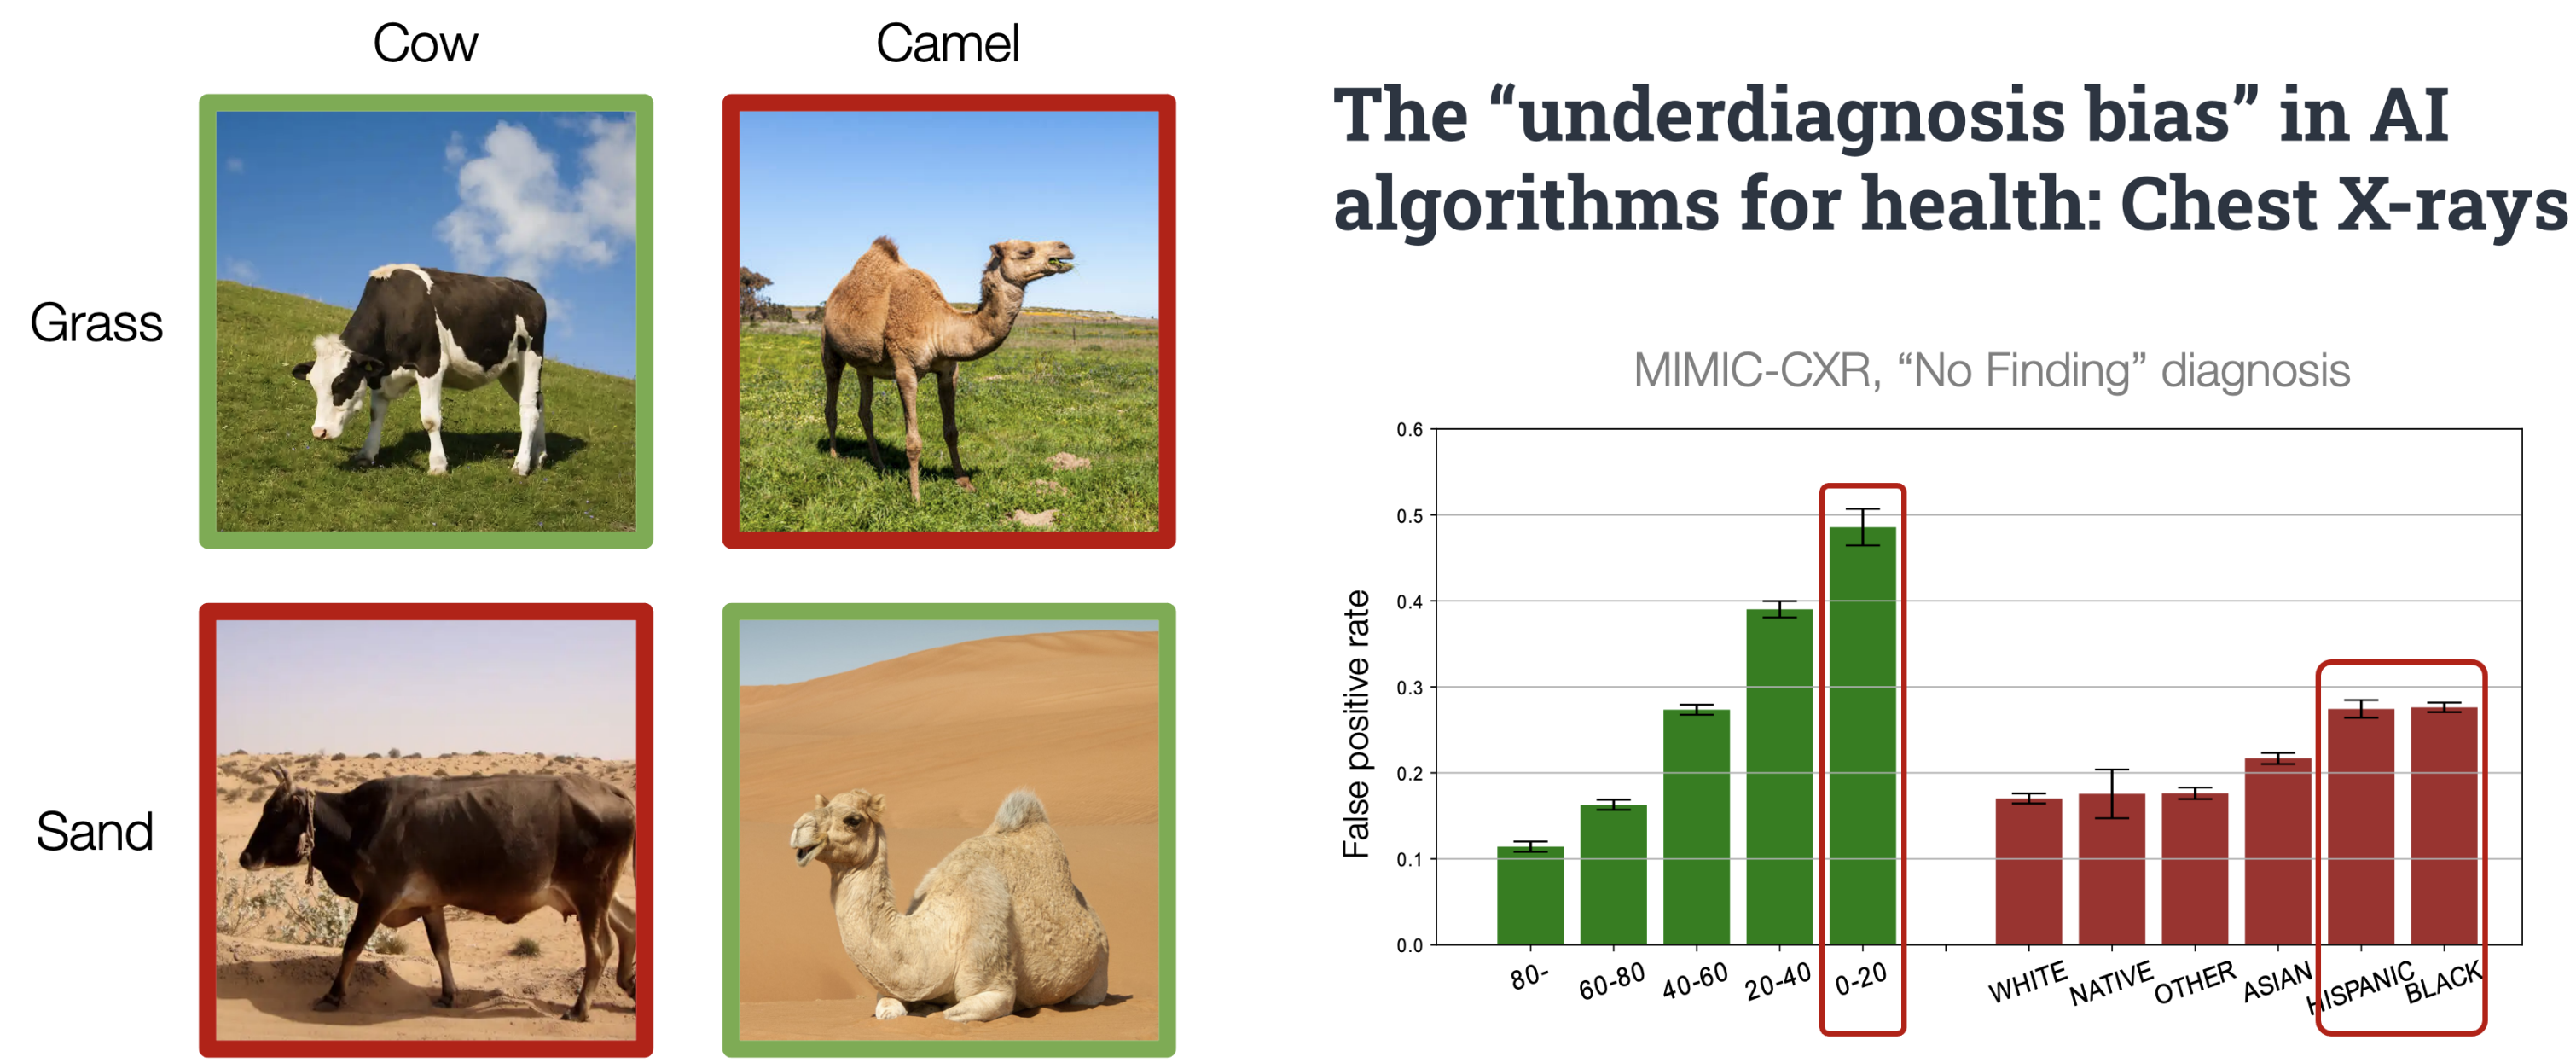 Cow
Camel
Grass
Sand
The “underdiagnosis bias” in AI
algorithms for health: Chest X-rays
MIMIC-CXR, “No Finding” diagnosis
False positive rate
0.6
0.5
0.4
0.3
0.2
0.1
0.0
80-
60-80
40-60
20-40
0-20
WHITE
NATIVE
OTHER
ASIAN
HISPANIC
BLACK